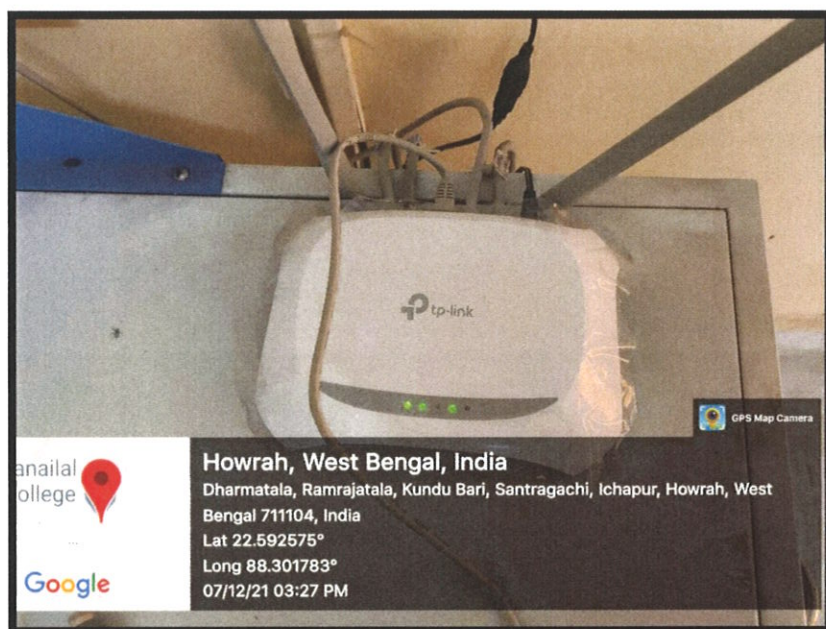 tp-link
GPS Map Camera
anailal
ollege
Google
Howrah, West Bengal, India
Dharmatala, Ramrajatala, Kundu Bari, Santragachi, Ichapur, Howrah, West
Bengal 711104, India
Lat 22.592575°
Long 88.301783°
07/12/21 03:27 PM